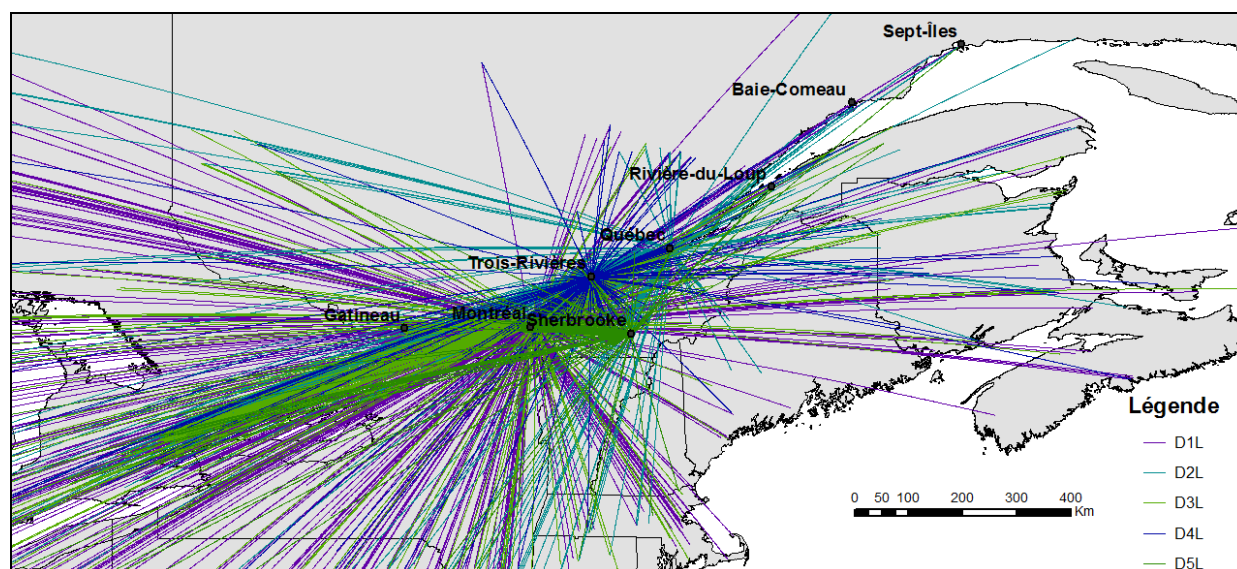 Sept-Îles
Baie-Comeau
Rivière-du-Loup
Québec
Trois-Rivières
Gatineau
Montréal
Sherbrooke
Légende
D1L
D2L
D3L
D4L
D5L
0 50 100 200 300 400
Km